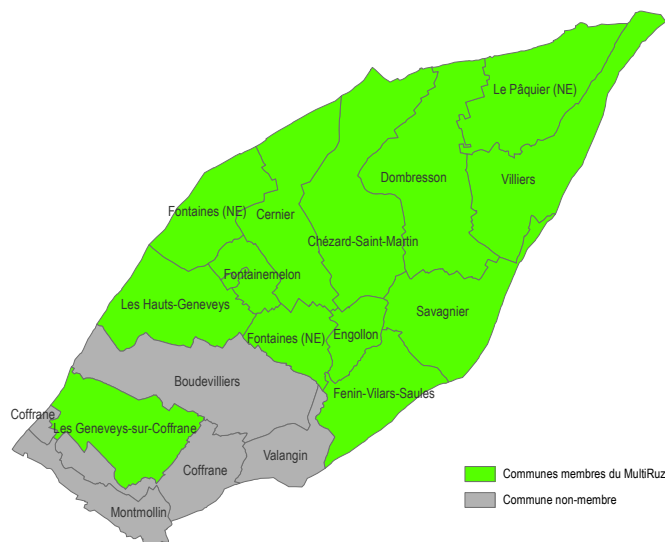 Le Pâquier (NE)
Dombresson
Villiers
Fontaines (NE)
Cernier
Chézard-Saint-Martin
Fontainemelon
Les Hauts-Geneveys
Savagnier
Fontaines (NE)
Engollon
Boudevilliers
Fenin-Vilars-Saules
Coffrane
Les Geneveys-sur-Coffrane
Valangin
Coffrane
Montmollin
Communes membres du MultiRuz
Commune non-membre